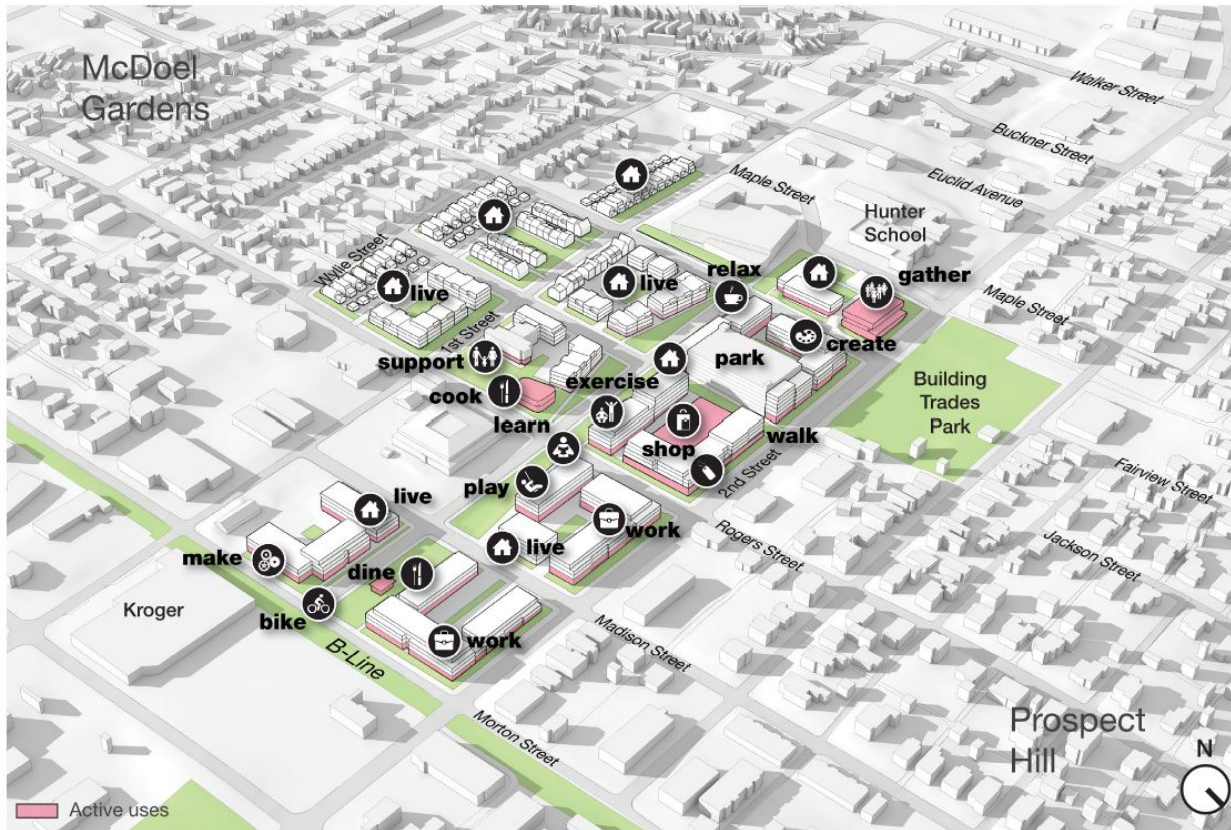 McDoel
Gardens
Walker Street
Buckner Street
Euclid Avenue
Maple Street
Hunter
School
Wylie Street
live
live
relax
gather
Maple Street
1st Street
support
cook
learn
exercise
park
create
Building
Trades
Park
shop
walk
2nd Street
play
live
work
live
Fairview Street
Rogers Street
Jackson Street
make
dine
Kroger
bike
work
B-Line
Madison Street
Morton Street
Prospect
Hill
N
Active uses